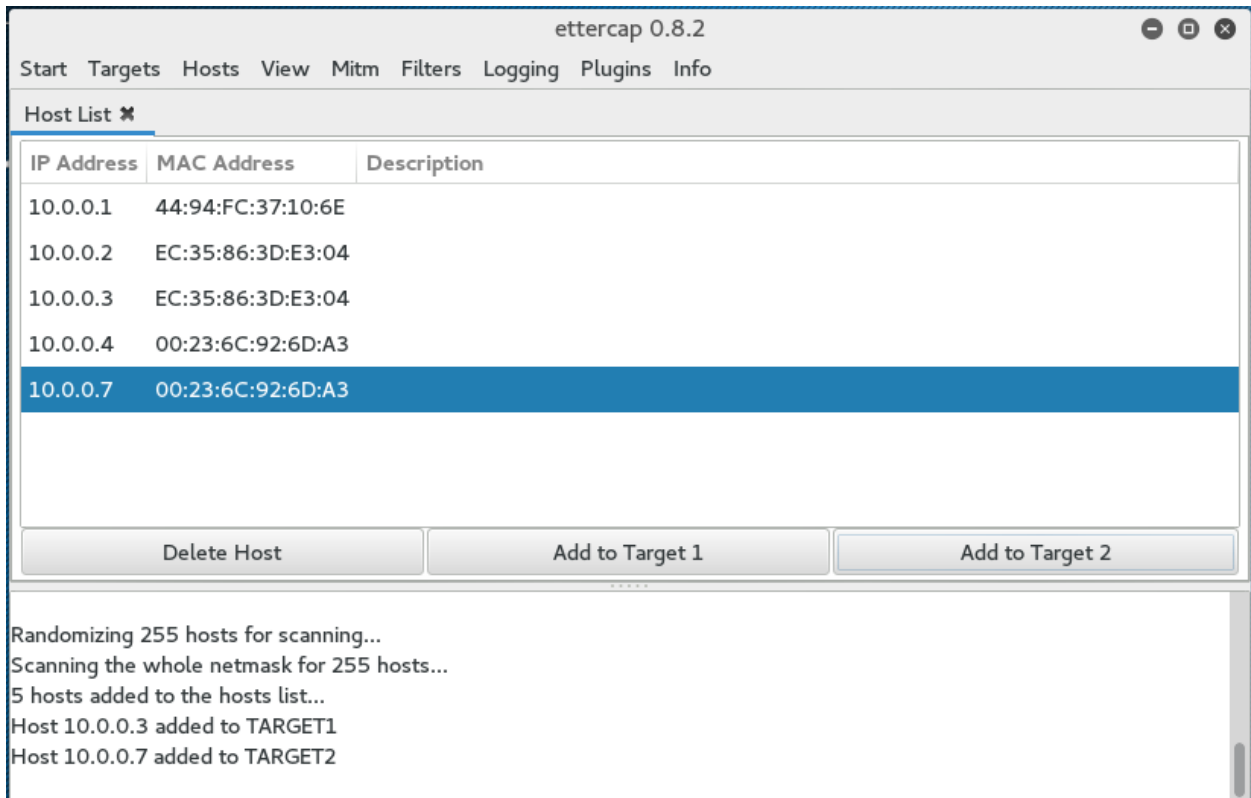 ettercap 0.8.2
Start Targets Hosts View Mitm Filters Logging Plugins Info
Host List
IP Address MAC Address Description
10.0.0.1 44:94:FC:37:10:6E
10.0.0.2 EC:35:86:3D:E3:04
10.0.0.3 EC:35:86:3D:E3:04
10.0.0.4 00:23:6C:92:6D:A3
10.0.0.7 00:23:6C:92:6D:A3
Delete Host Add to Target 1 Add to Target 2
Randomizing 255 hosts for scanning...
Scanning the whole netmask for 255 hosts...
5 hosts added to the hosts list...
Host 10.0.0.3 added to TARGET1
Host 10.0.0.7 added to TARGET2